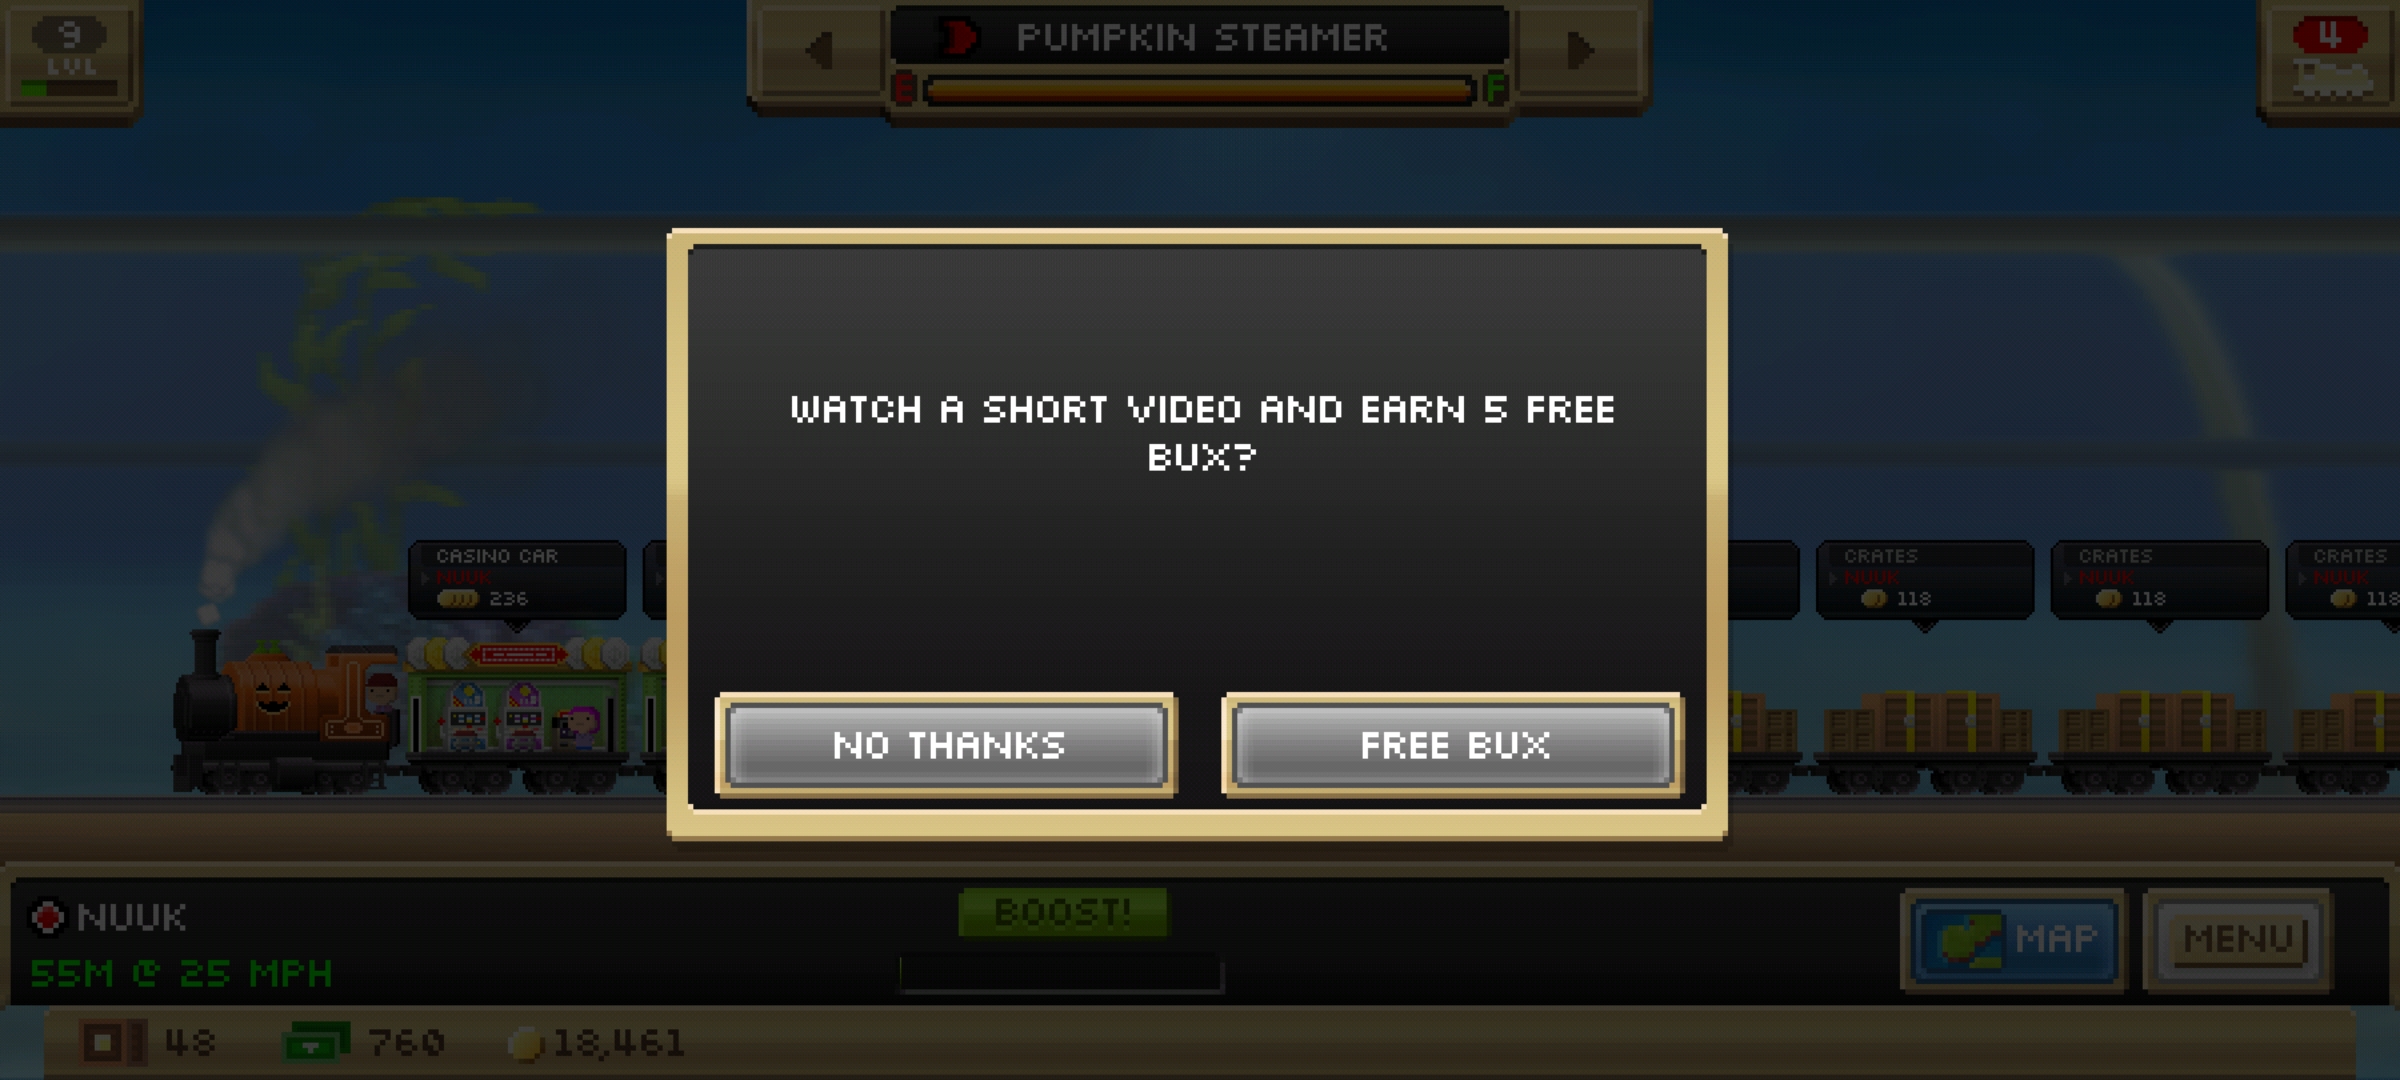 9
LVL
PUMPKIN STEAMER
E
F
4
WATCH A SHORT VIDEO AND EARN 5 FREE
BUX?
CASINO CAR
NUUK
236
CRATES
NUUK
118
CRATES
NUUK
118
CRATES
NUUK
118
NO THANKS
FREE BUX
NUUK
55M @ 25 MPH
BOOST!
MAP
MENU
48
760
18,461